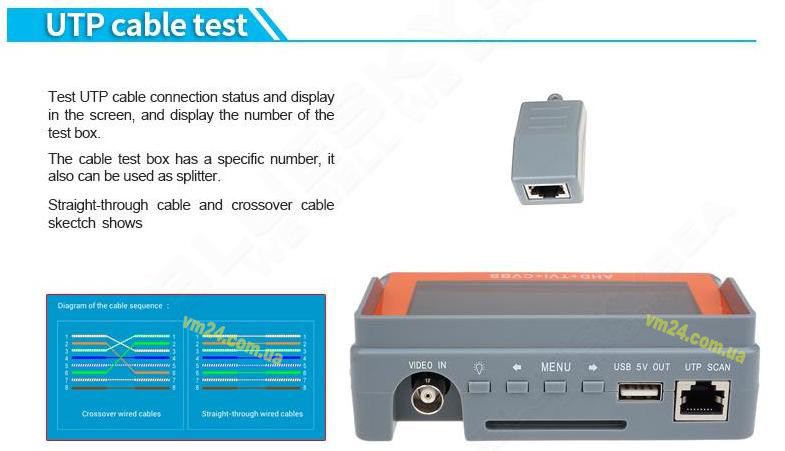 UTP cable test
Test UTP cable connection status and display
in the screen, and display the number of the
test box.
The cable test box has a specific number, it
also can be used as splitter.
Straight-through cable and crossover cable
skectch shows
Diagram of the cable sequence :
1 1 1 1
2 2 2 2
3 3 3 3
4 4 4 4
5 5 5 5
6 6 6 6
7 7 7 7
8 8 8 8
Crossover wired cables
Straight-through wired cables
vm24.com.ua
AHD+TVI+CVBS
vm24.com.ua
VIDEO IN
MENU
USB 5V OUT
UTP SCAN